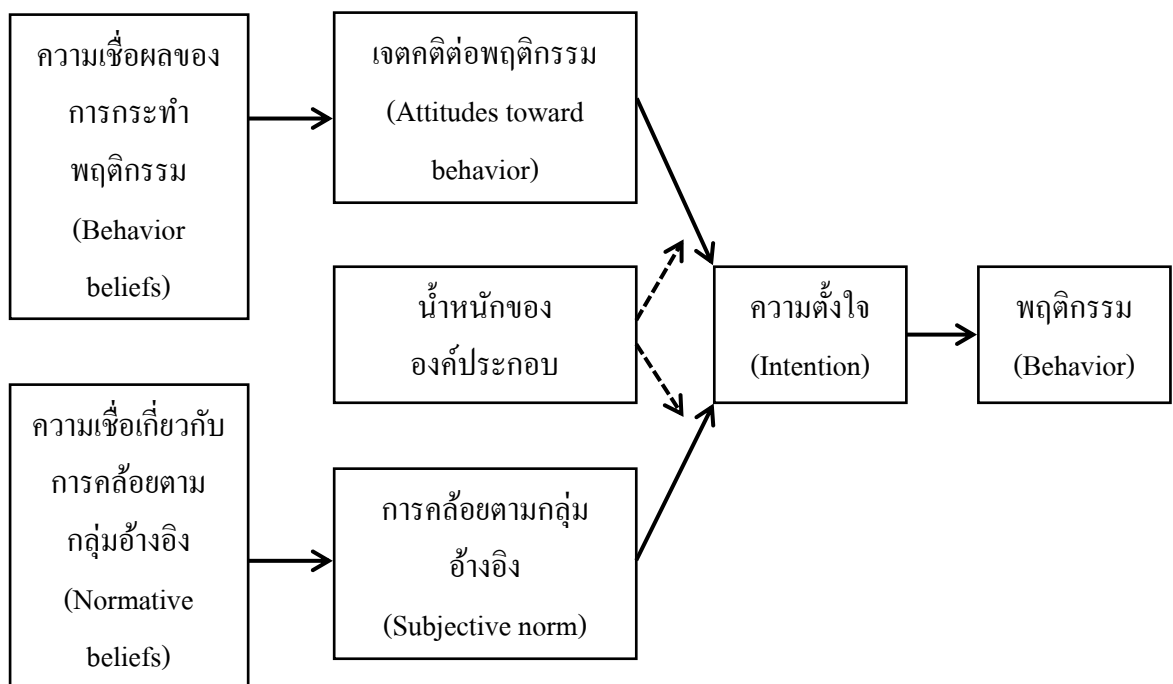 ความเชื่อผลของ
การกระทำ
พฤติกรรม
(Behavior
beliefs)
เจตคติต่อพฤติกรรม
(Attitudes toward
behavior)
น้ำหนักของ
องค์ประกอบ
ความตั้งใจ
(Intention)
พฤติกรรม
(Behavior)
ความเชื่อเกี่ยวกับ
การคล้อยตาม
กลุ่มอ้างอิง
(Normative
beliefs)
การคล้อยตามกลุ่ม
อ้างอิง
(Subjective norm)